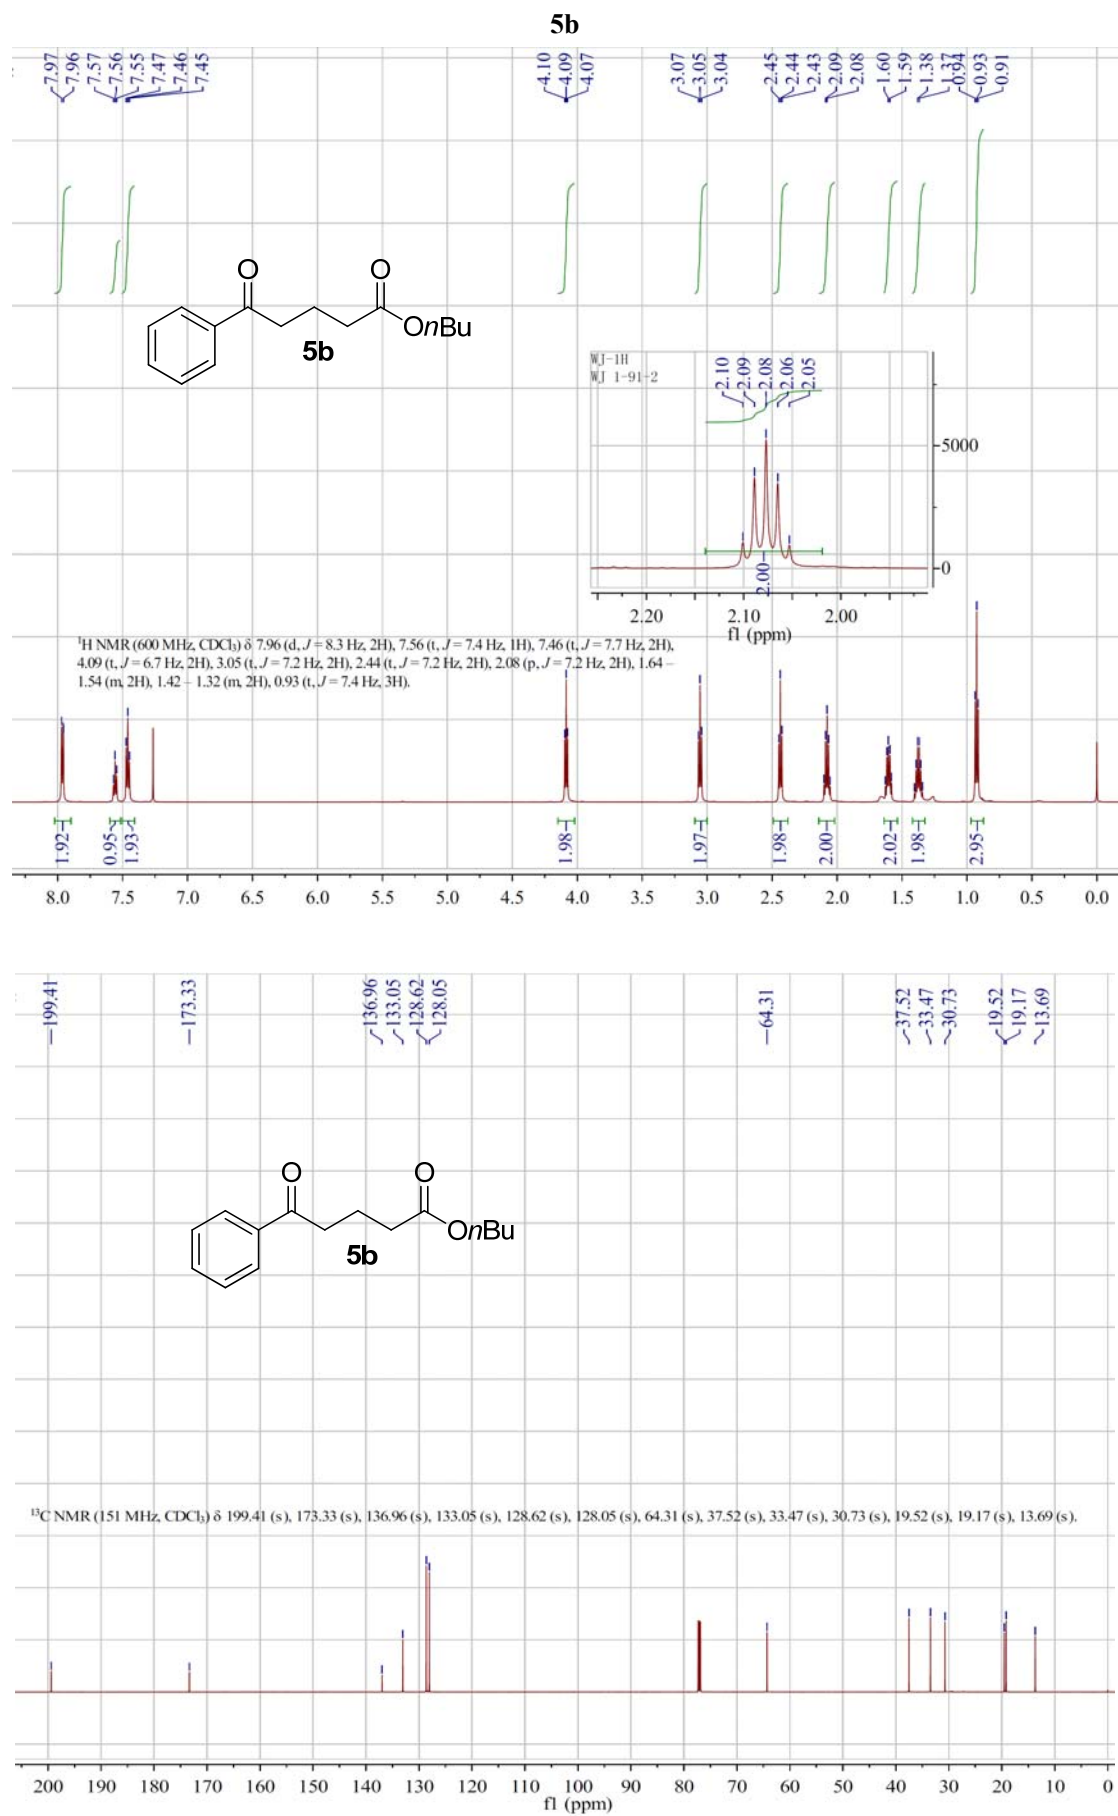 5b
7.97
7.96
7.57
7.56
7.55
7.47
7.46
7.45
4.10
4.09
4.07
3.07
3.05
3.04
2.45
2.44
2.43
2.09
2.08
1.60
1.59
1.38
1.37
0.94
0.93
0.91
O
O
OnBu
5b
WJ-1H
WJ 1-91-2
2.10
2.09
2.08
2.06
2.05
5000
0
2.00
2.20 2.10 2.00
f1 (ppm)
¹H NMR (600 MHz, CDCl₃) δ 7.96 (d, J = 8.3 Hz, 2H), 7.56 (t, J = 7.4 Hz, 1H), 7.46 (t, J = 7.7 Hz, 2H),
4.09 (t, J = 6.7 Hz, 2H), 3.05 (t, J = 7.2 Hz, 2H), 2.44 (t, J = 7.2 Hz, 2H), 2.08 (p, J = 7.2 Hz, 2H), 1.64 –
1.54 (m, 2H), 1.42 – 1.32 (m, 2H), 0.93 (t, J = 7.4 Hz, 3H).
1.92
0.95
1.93
1.98
1.97
1.98
2.00
2.02
1.98
2.95
8.0 7.5 7.0 6.5 6.0 5.5 5.0 4.5 4.0 3.5 3.0 2.5 2.0 1.5 1.0 0.5 0.0
199.41
173.33
136.96
133.05
128.62
128.05
64.31
37.52
33.47
30.73
19.52
19.17
13.69
O
O
OnBu
5b
¹³C NMR (151 MHz, CDCl₃) δ 199.41 (s), 173.33 (s), 136.96 (s), 133.05 (s), 128.62 (s), 128.05 (s), 64.31 (s), 37.52 (s), 33.47 (s), 30.73 (s), 19.52 (s), 19.17 (s), 13.69 (s).
200 190 180 170 160 150 140 130 120 110 100 90 80 70 60 50 40 30 20 10 0
f1 (ppm)